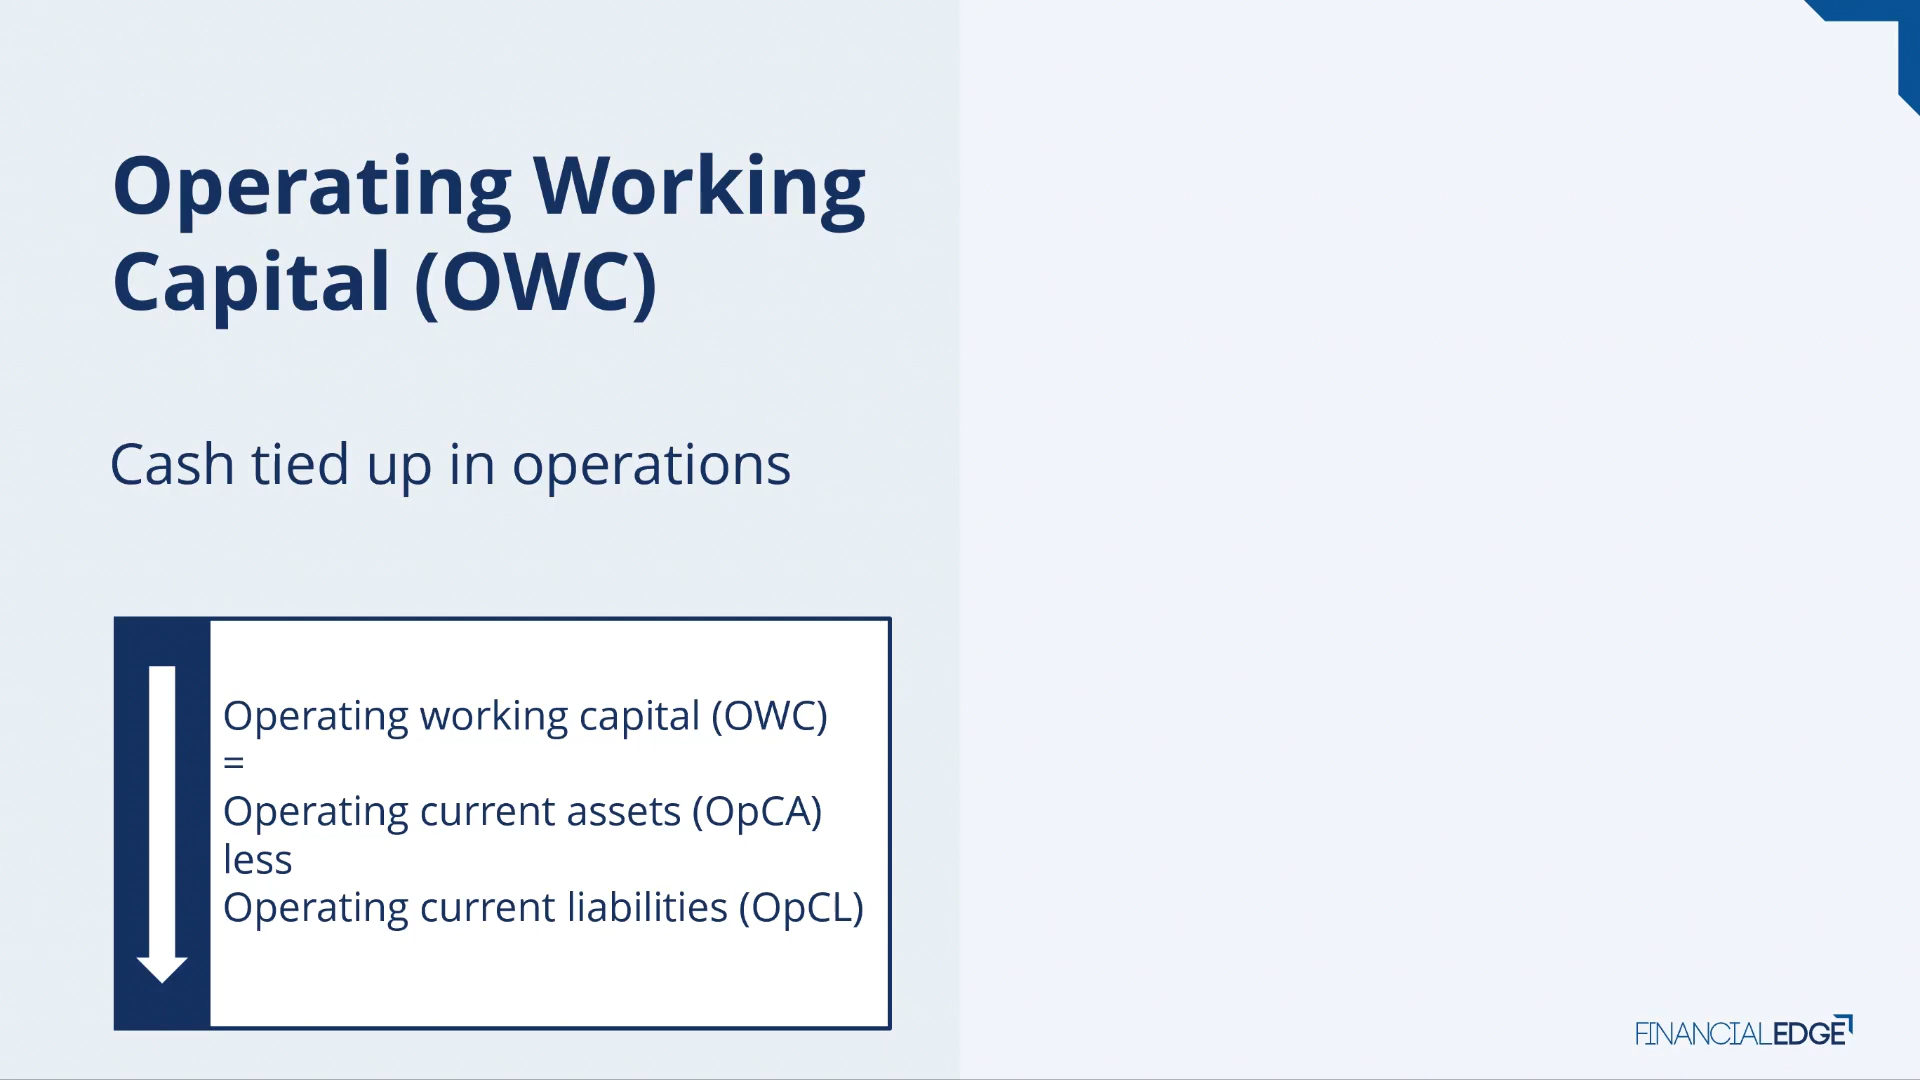 Operating Working
Capital (OWC)
Cash tied up in operations
Operating working capital (OWC)
=
Operating current assets (OpCA)
less
Operating current liabilities (OpCL)
FINANCIALEDGE